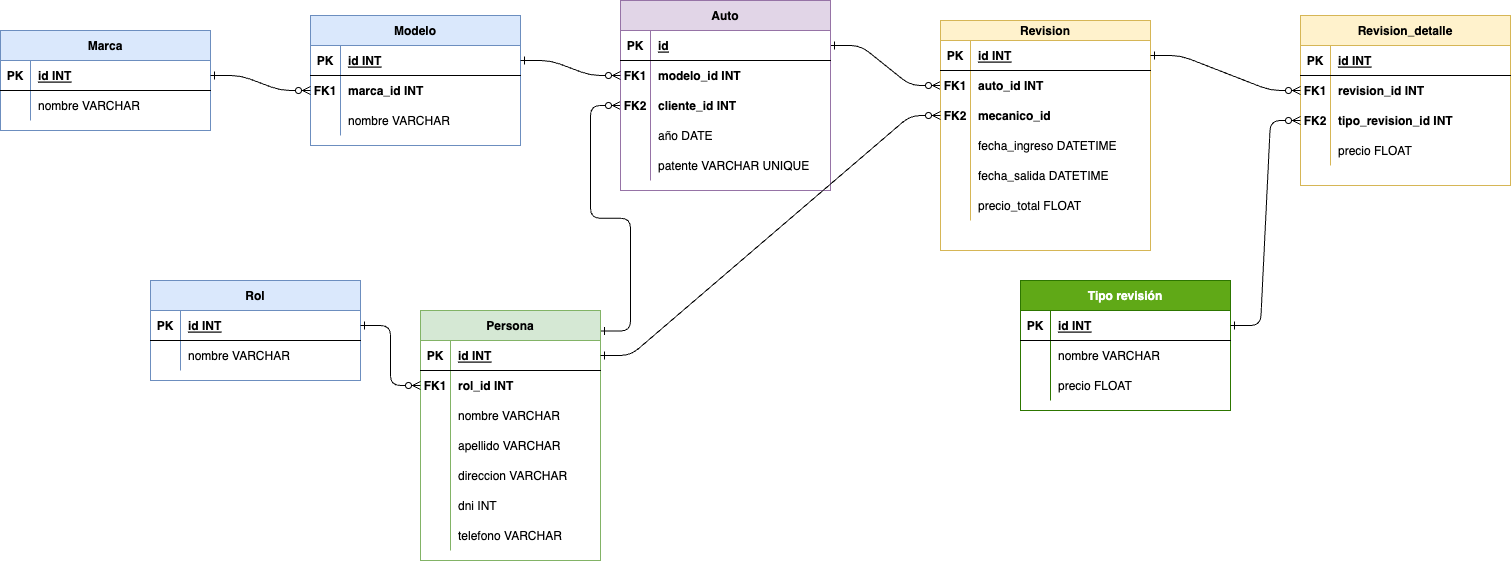 Marca
PK id INT
nombre VARCHAR
Modelo
PK id INT
FK1 marca_id INT
nombre VARCHAR
Auto
PK id
FK1 modelo_id INT
FK2 cliente_id INT
año DATE
patente VARCHAR UNIQUE
Revision
PK id INT
FK1 auto_id INT
FK2 mecanico_id
fecha_ingreso DATETIME
fecha_salida DATETIME
precio_total FLOAT
Revision_detalle
PK id INT
FK1 revision_id INT
FK2 tipo_revision_id INT
precio FLOAT
Rol
PK id INT
nombre VARCHAR
Persona
PK id INT
FK1 rol_id INT
nombre VARCHAR
apellido VARCHAR
direccion VARCHAR
dni INT
telefono VARCHAR
Tipo revisión
PK id INT
nombre VARCHAR
precio FLOAT